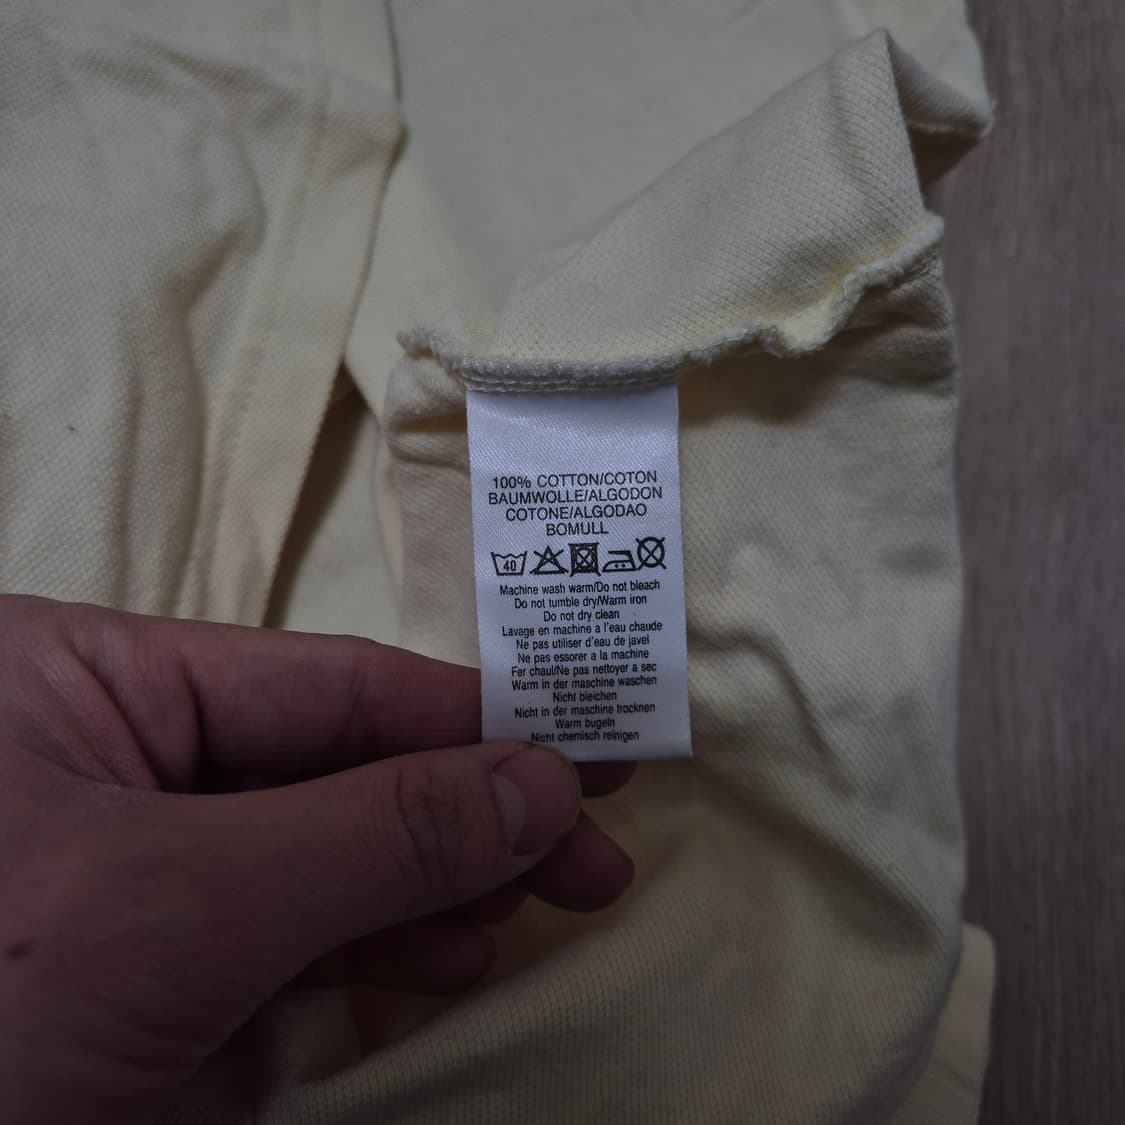 100% COTTON/COTON
BAUMWOLLE/ALGODON
COTONE/ALGODAO
BOMULL
40
Machine wash warm/Do not bleach
Do not tumble dry/Warm iron
Do not dry clean
Lavage en machine a l'eau chaude
Ne pas utiliser d'eau de javel
Ne pas essorer a la machine
Fer chaul/Ne pas nettoyer a sec
Warm in der maschine waschen
Nicht bleichen
Nicht in der maschine trocknen
Warm bugeln
Nicht chemisch reinigen